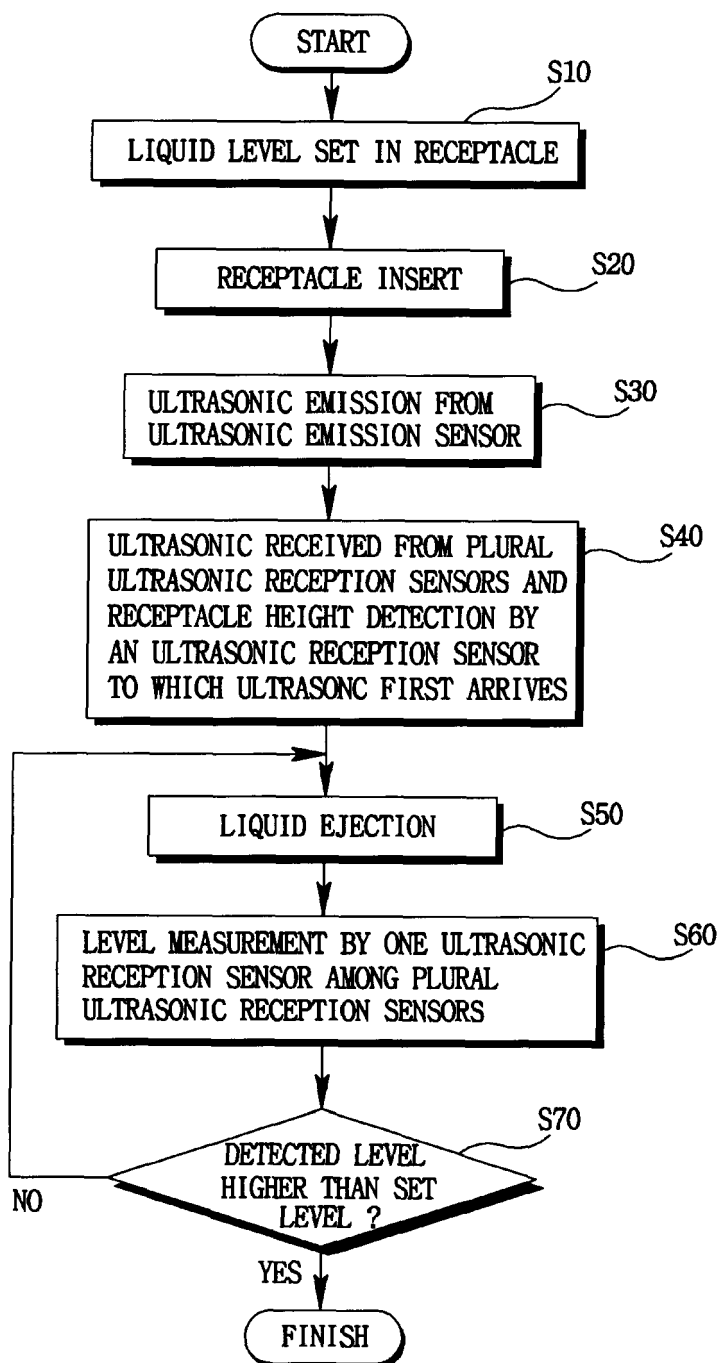 START
S10
LIQUID LEVEL SET IN RECEPTACLE
S20
RECEPTACLE INSERT
S30
ULTRASONIC EMISSION FROM
ULTRASONIC EMISSION SENSOR
S40
ULTRASONIC RECEIVED FROM PLURAL
ULTRASONIC RECEPTION SENSORS AND
RECEPTACLE HEIGHT DETECTION BY
AN ULTRASONIC RECEPTION SENSOR
TO WHICH ULTRASONC FIRST ARRIVES
S50
LIQUID EJECTION
S60
LEVEL MEASUREMENT BY ONE ULTRASONIC
RECEPTION SENSOR AMONG PLURAL
ULTRASONIC RECEPTION SENSORS
S70
DETECTED LEVEL
HIGHER THAN SET
LEVEL ?
NO
YES
FINISH